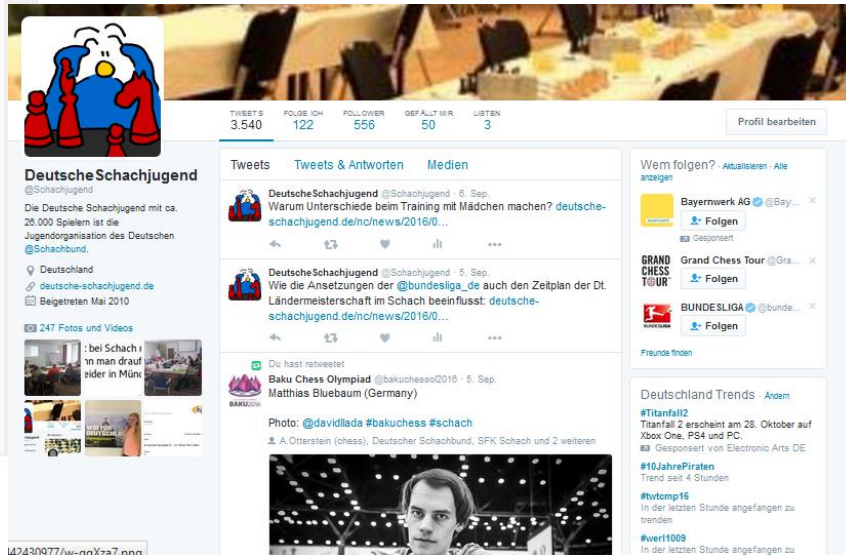 TWEETS FOLGE ICH FOLLOWER GEFÄLLT MIR LISTEN
3.540 122 556 50 3
Profil bearbeiten
DeutscheSchachjugend
@Schachjugend
Die Deutsche Schachjugend mit ca.
26.000 Spielern ist die
Jugendorganisation des Deutschen
@Schachbund.
Deutschland
deutsche-schachjugend.de
Beigetreten Mai 2010
247 Fotos und Videos
bei Schach
Tweets Tweets & Antworten Medien
DeutscheSchachjugend @Schachjugend · 6. Sep.
Warum Unterschiede beim Training mit Mädchen machen? deutsche-
schachjugend.de/nc/news/2016/0...
DeutscheSchachjugend @Schachjugend · 5. Sep.
Wie die Ansetzungen der @bundesliga_de auch den Zeitplan der Dt.
Ländermeisterschaft im Schach beeinflusst: deutsche-
schachjugend.de/nc/news/2016/0...
Du hast retweetet
Baku Chess Olympiad @bakuchessol2016 · 5. Sep.
Matthias Bluebaum (Germany)
BAKU2016
Photo: @davidllada #bakuchess #schach
A.Otterstein (chess), Deutscher Schachbund, SFK Schach und 2 weiteren
Wem folgen? · Aktualisieren · Alle
anzeigen
Bayernwerk AG @Bay...
Folgen
Gesponsert
GRAND
CHESS
TOUR
Grand Chess Tour @Gra...
Folgen
BUNDESLIGA @bunde...
Folgen
Freunde finden
Deutschland Trends · Ändern
#Titanfall2
Titanfall 2 erscheint am 28. Oktober auf
Xbox One, PS4 und PC.
Gesponsert von Electronic Arts DE
#10JahrePiraten
Trend seit 4 Stunden
#twtcmp16
In der letzten Stunde angefangen zu
trenden
#werl1009
In der letzten Stunde angefangen zu